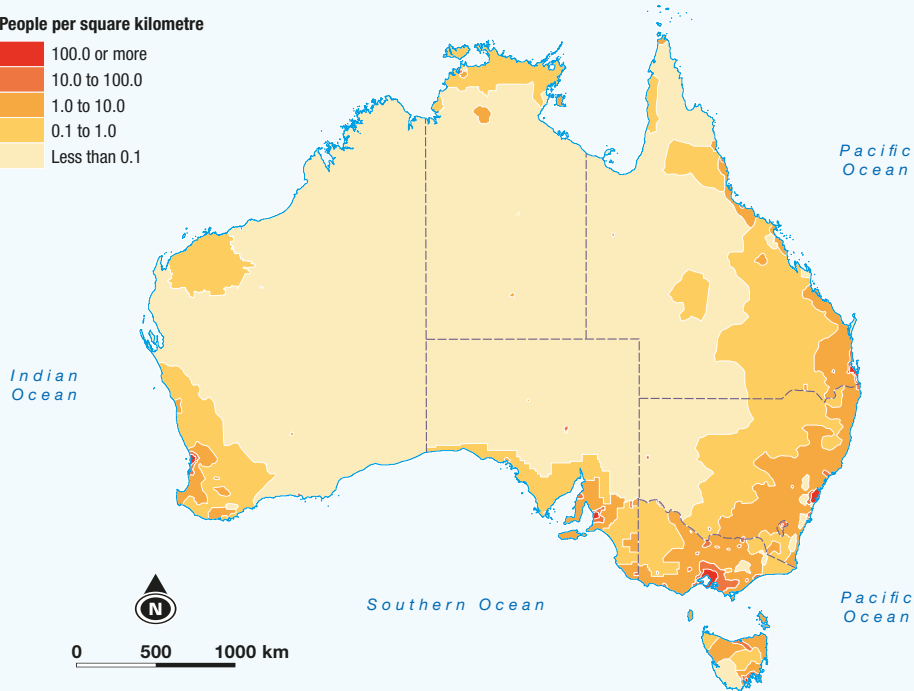 People per square kilometre
100.0 or more
10.0 to 100.0
1.0 to 10.0
0.1 to 1.0
Less than 0.1
Pacific
Ocean
Indian
Ocean
Southern Ocean
Pacific
Ocean
N
0 500 1000 km